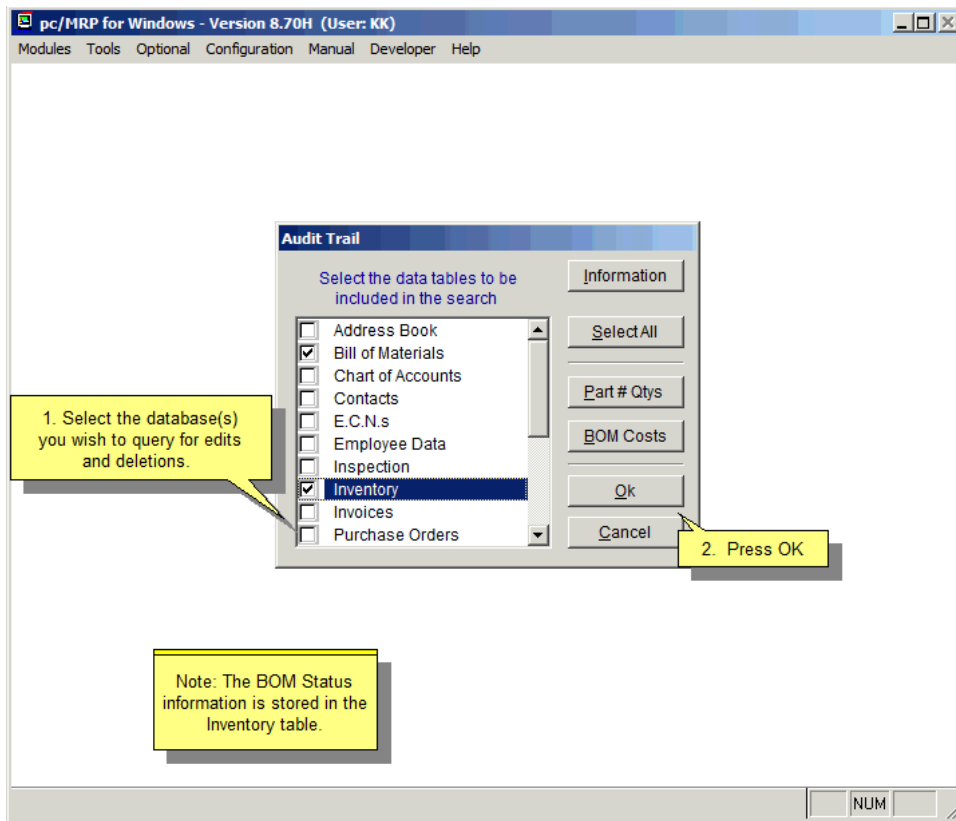 pc/MRP for Windows - Version 8.70H (User: KK)
Modules Tools Optional Configuration Manual Developer Help
Audit Trail
Select the data tables to be
included in the search
Information
Select All
Part # Qtys
BOM Costs
Ok
Cancel
Address Book
Bill of Materials
Chart of Accounts
Contacts
E.C.N.s
Employee Data
Inspection
Inventory
Invoices
Purchase Orders
1. Select the database(s)
you wish to query for edits
and deletions.
2. Press OK
Note: The BOM Status
information is stored in the
Inventory table.
NUM